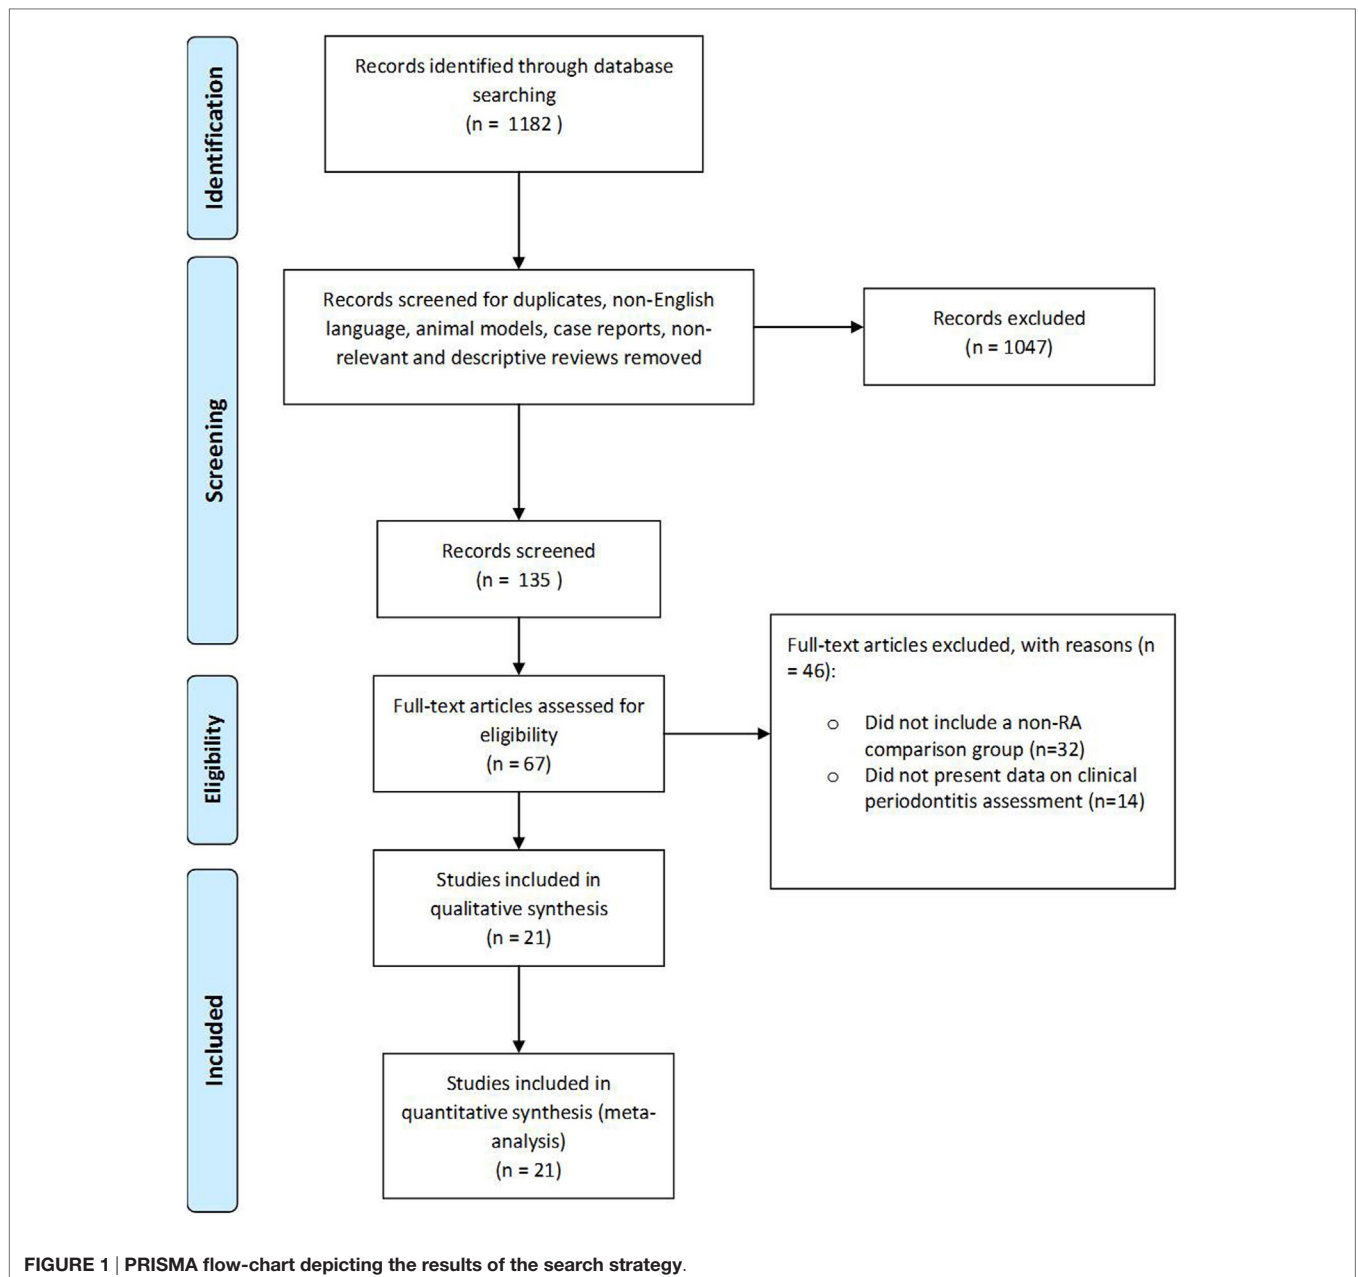 Identification
Records identified through database
searching
(n = 1182 )
Screening
Records screened for duplicates, non-English
language, animal models, case reports, non-
relevant and descriptive reviews removed
Records excluded
(n = 1047)
Records screened
(n = 135 )
Eligibility
Full-text articles assessed for
eligibility
(n = 67)
Full-text articles excluded, with reasons (n
= 46):
o Did not include a non-RA
comparison group (n=32)
o Did not present data on clinical
periodontitis assessment (n=14)
Included
Studies included in
qualitative synthesis
(n = 21)
Studies included in
quantitative synthesis (meta-
analysis)
(n = 21)
FIGURE 1 | PRISMA flow-chart depicting the results of the search strategy.